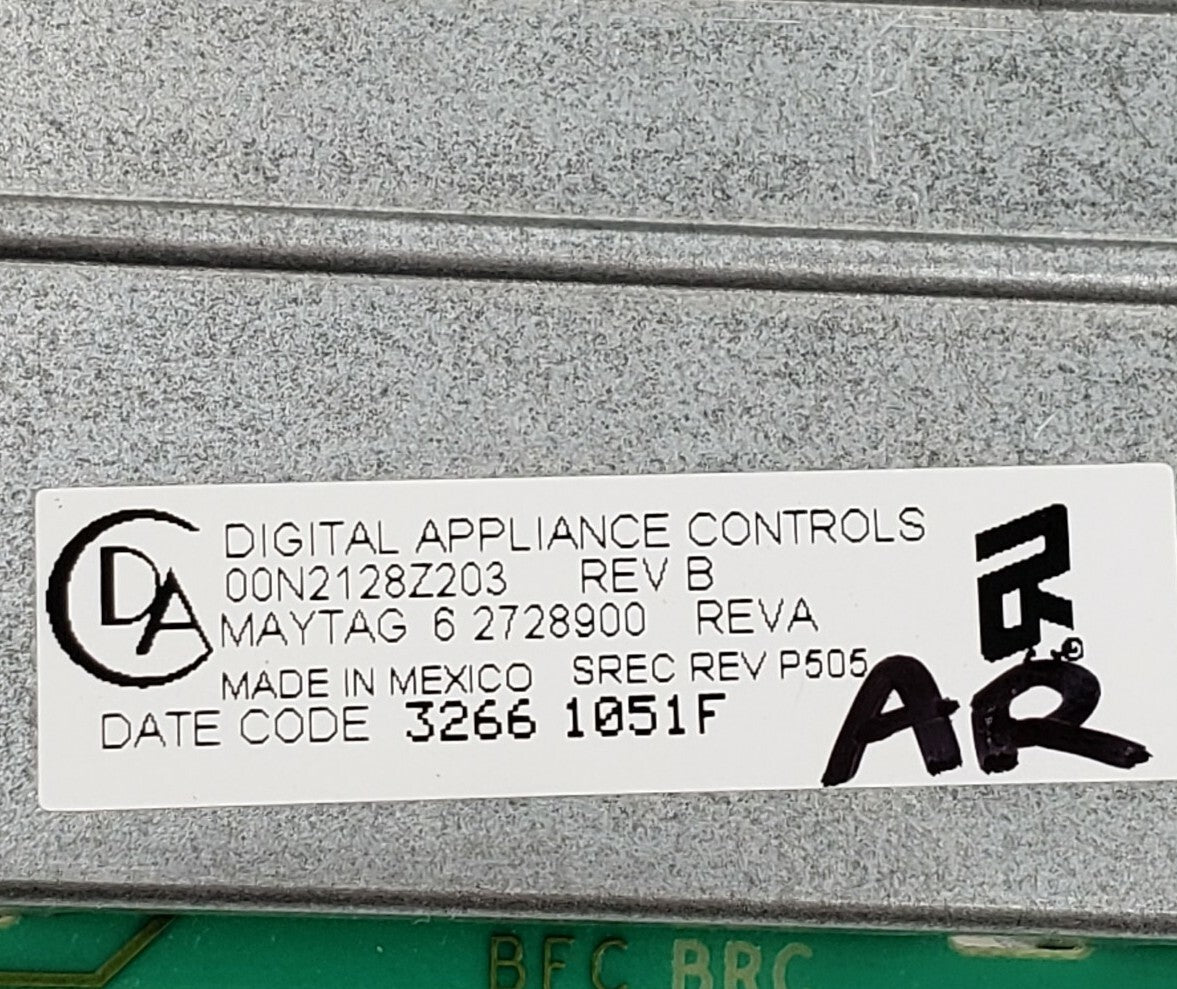 DA
DIGITAL APPLIANCE CONTROLS
00N2128Z203 REV B
MAYTAG 6 2728900 REVA
MADE IN MEXICO SREC REV P505
DATE CODE 3266 1051F
AR
BFC BRC